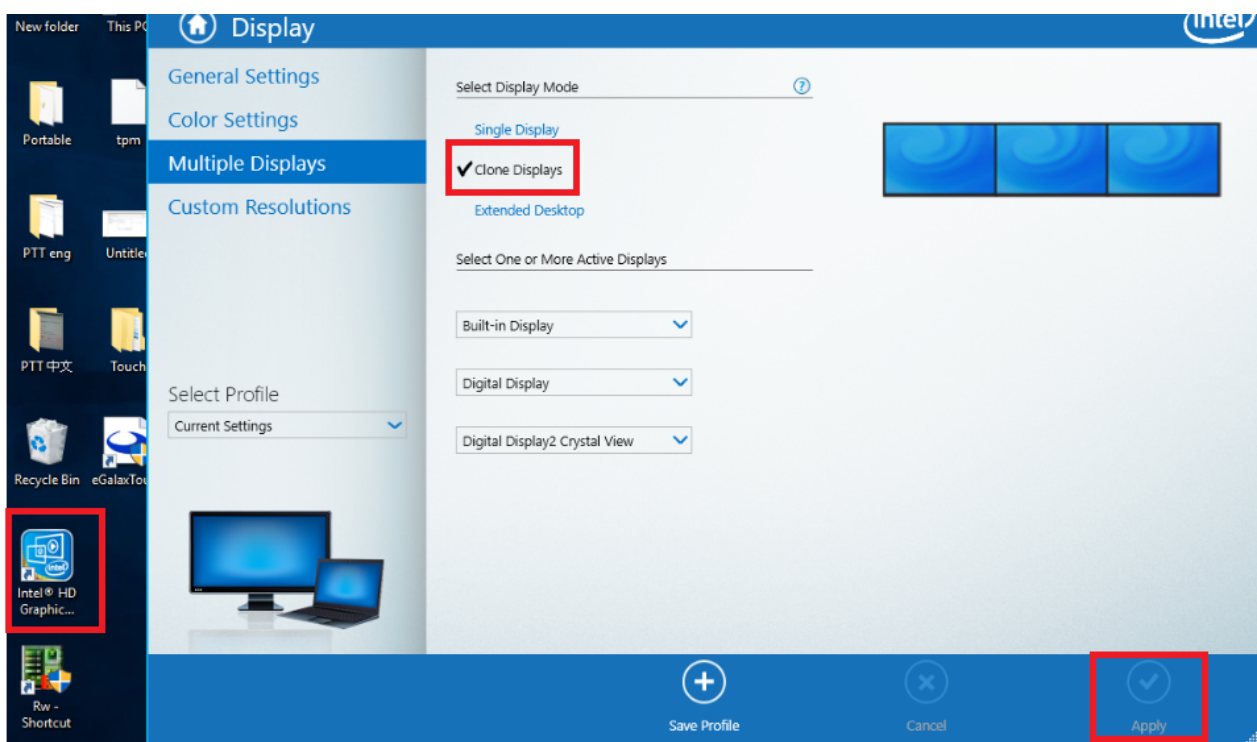 New folder
This PC
Display
intel
General Settings
Color Settings
Multiple Displays
Custom Resolutions
Select Display Mode
?
Single Display
Clone Displays
Extended Desktop
Select One or More Active Displays
Built-in Display
Digital Display
Digital Display2 Crystal View
Select Profile
Current Settings
Portable
tpm
PTT eng
Untitle
PTT 中文
Touch
Recycle Bin
eGalaxTou
intel
Intel® HD
Graphic...
Rw -
Shortcut
Save Profile
Cancel
Apply